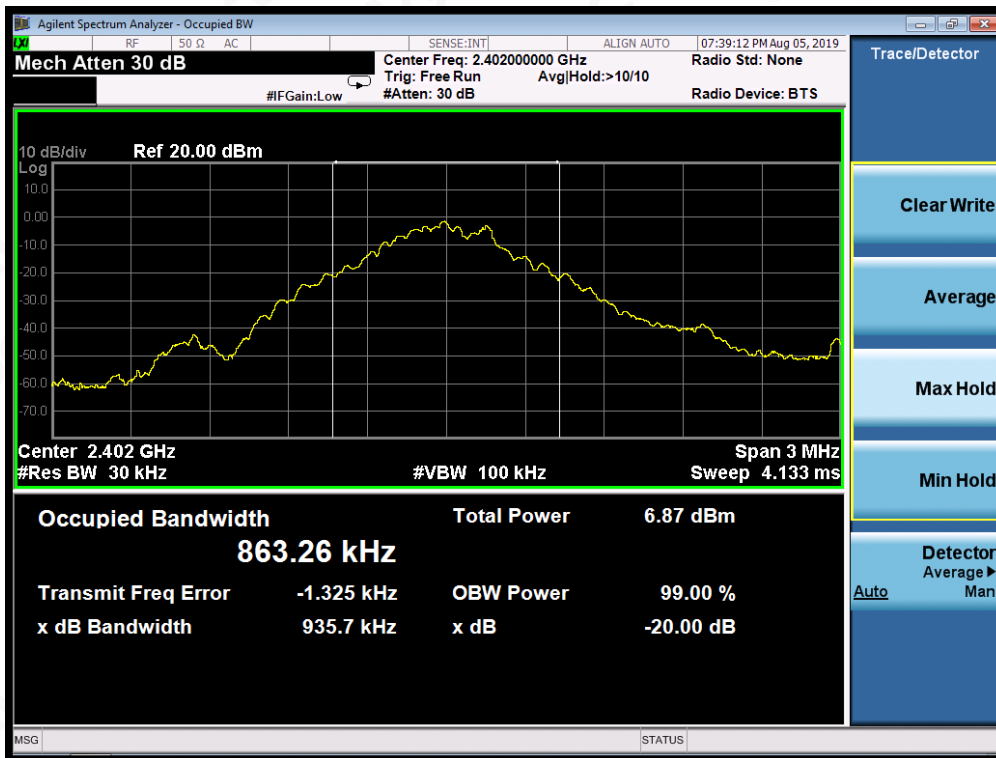 Agilent Spectrum Analyzer - Occupied BW
LXI RF 50 Ω AC SENSE:INT ALIGN AUTO 07:39:12 PM Aug 05, 2019
Mech Atten 30 dB
Center Freq: 2.402000000 GHz
Radio Std: None
Trig: Free Run Avg|Hold:>10/10
#IFGain:Low
#Atten: 30 dB
Radio Device: BTS
10 dB/div Ref 20.00 dBm
Log
10.0
0.00
-10.0
-20.0
-30.0
-40.0
-50.0
-60.0
-70.0
Center 2.402 GHz Span 3 MHz
#Res BW 30 kHz #VBW 100 kHz Sweep 4.133 ms
Occupied Bandwidth Total Power 6.87 dBm
863.26 kHz
Transmit Freq Error -1.325 kHz OBW Power 99.00 %
x dB Bandwidth 935.7 kHz x dB -20.00 dB
MSG STATUS
Trace/Detector
Clear Write
Average
Max Hold
Min Hold
Detector
Average▶
Auto Man